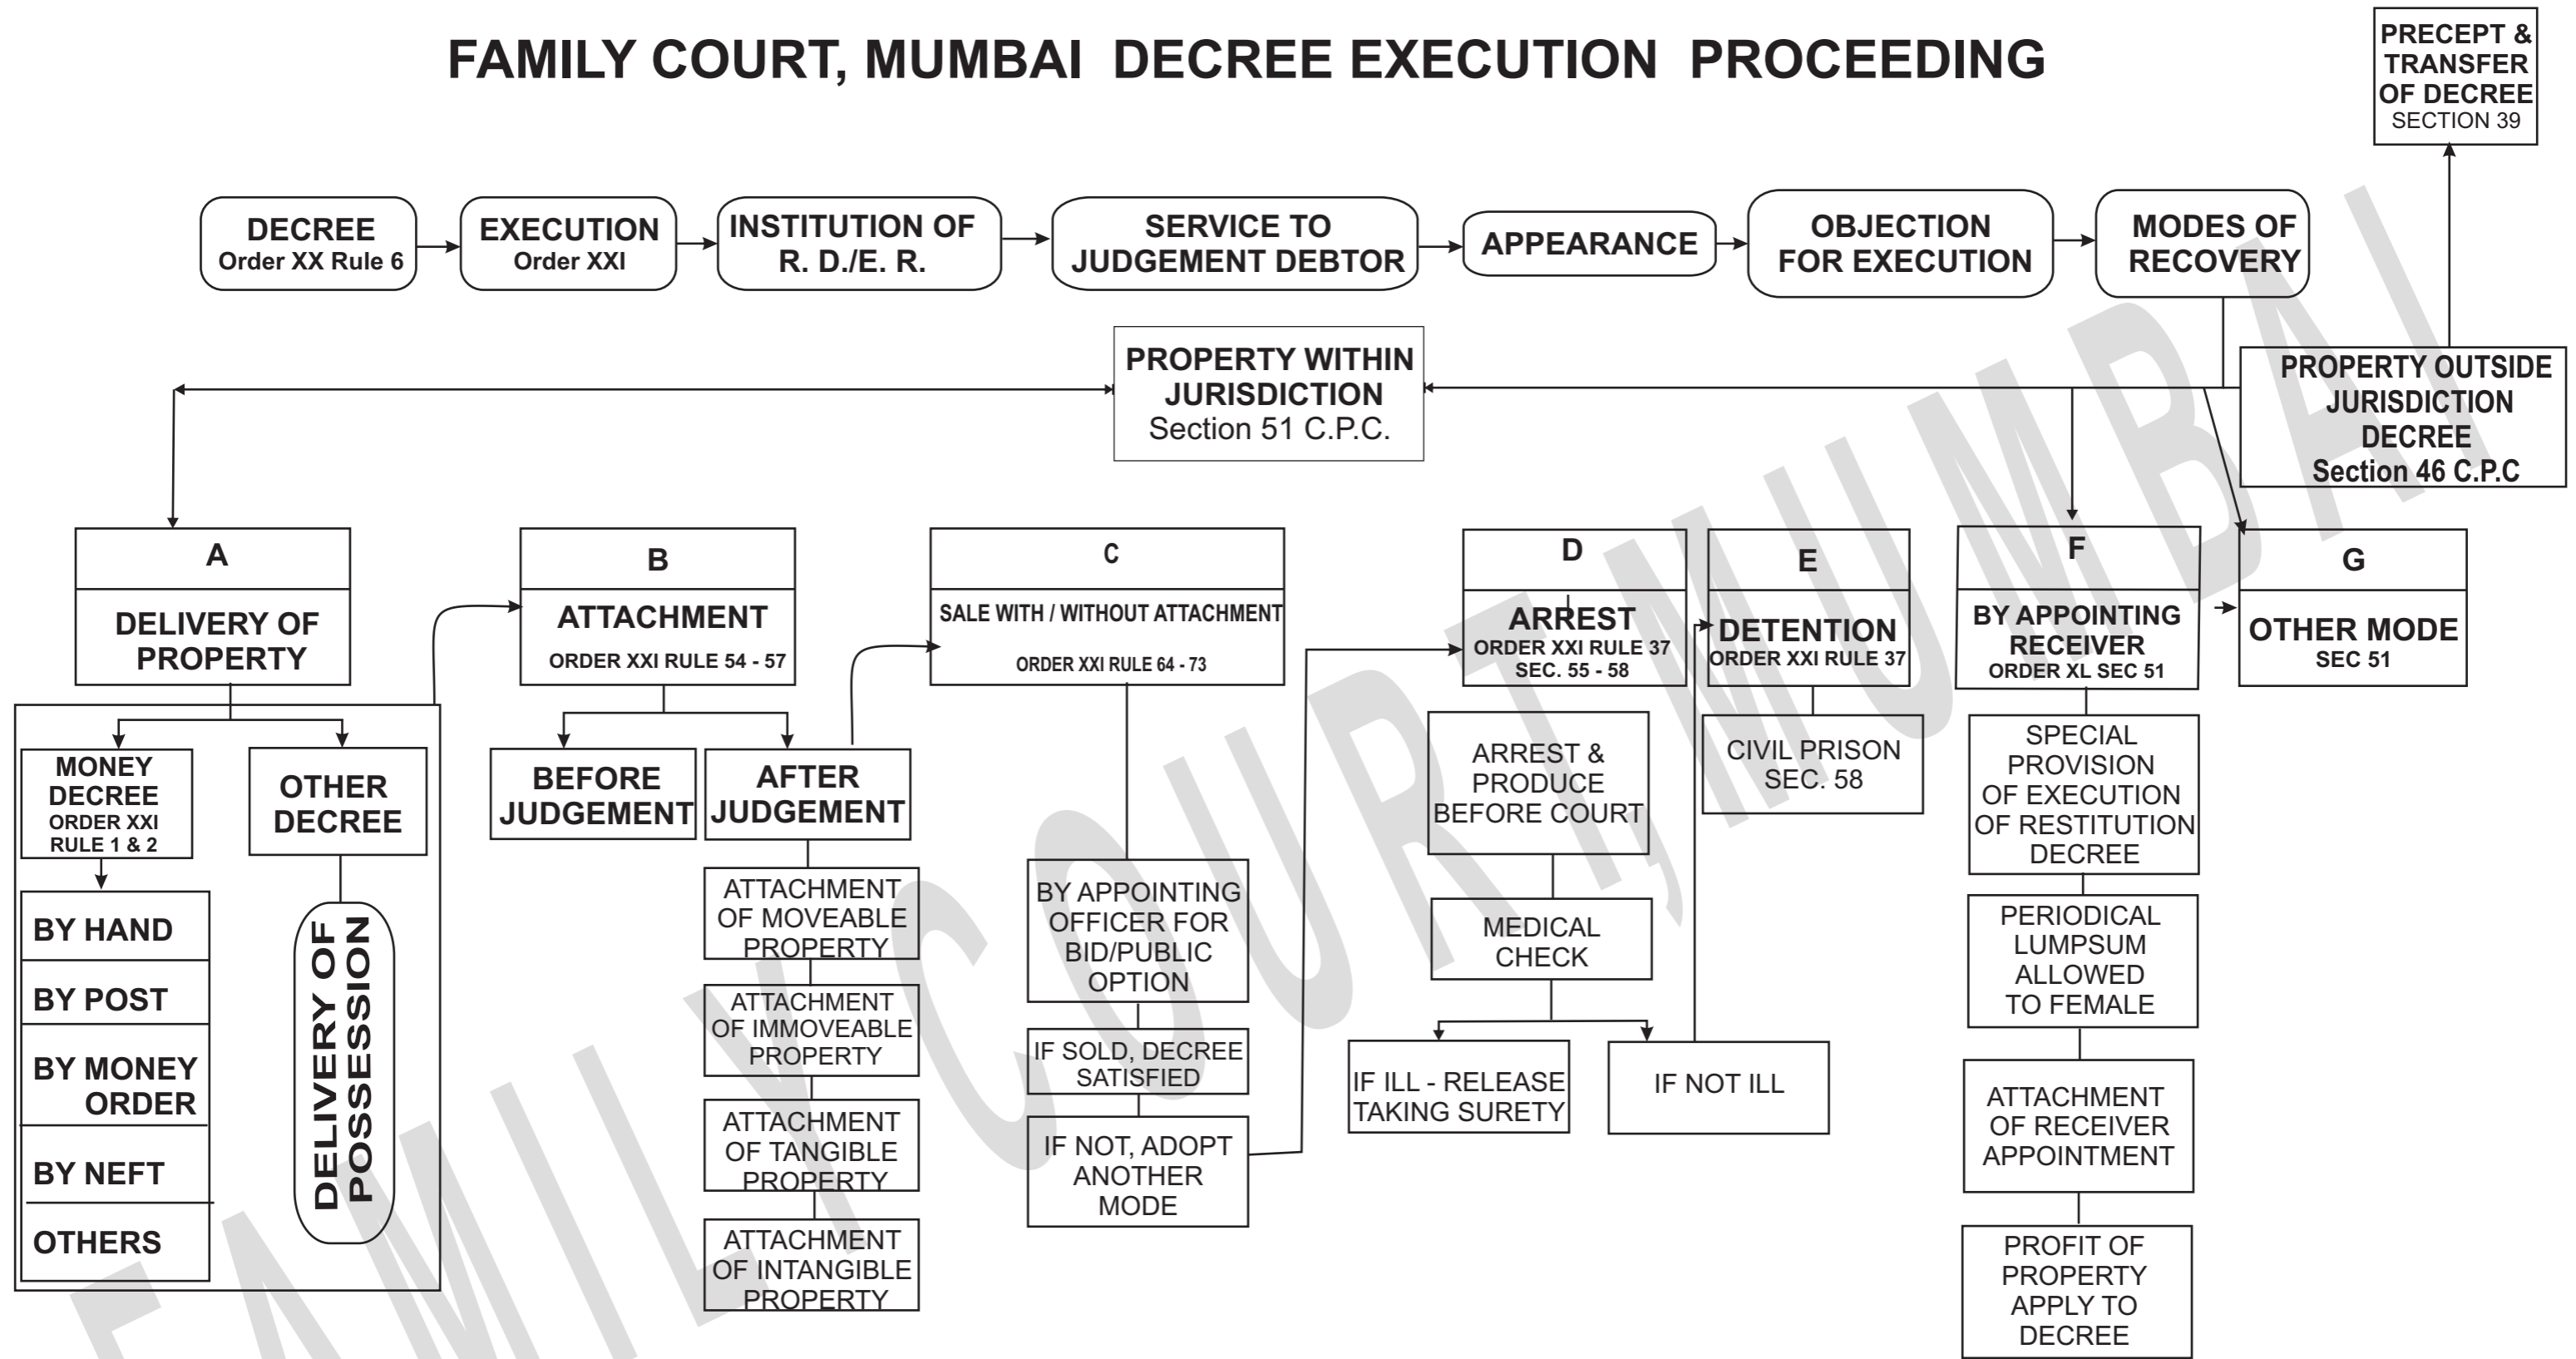 FAMILY COURT, MUMBAI DECREE EXECUTION PROCEEDING
PRECEPT &
TRANSFER
OF DECREE
SECTION 39
DECREE
Order XX Rule 6
EXECUTION
Order XXI
INSTITUTION OF
R. D./E. R.
SERVICE TO
JUDGEMENT DEBTOR
APPEARANCE
OBJECTION
FOR EXECUTION
MODES OF
RECOVERY
PROPERTY WITHIN
JURISDICTION
Section 51 C.P.C.
PROPERTY OUTSIDE
JURISDICTION
DECREE
Section 46 C.P.C
A
DELIVERY OF
PROPERTY
MONEY
DECREE
ORDER XXI
RULE 1 & 2
BY HAND
BY POST
BY MONEY
ORDER
BY NEFT
OTHERS
OTHER
DECREE
DELIVERY OF
POSSESSION
B
ATTACHMENT
ORDER XXI RULE 54 - 57
BEFORE
JUDGEMENT
AFTER
JUDGEMENT
ATTACHMENT
OF MOVEABLE
PROPERTY
ATTACHMENT
OF IMMOVEABLE
PROPERTY
ATTACHMENT
OF TANGIBLE
PROPERTY
ATTACHMENT
OF INTANGIBLE
PROPERTY
C
SALE WITH / WITHOUT ATTACHMENT
ORDER XXI RULE 64 - 73
BY APPOINTING
OFFICER FOR
BID/PUBLIC
OPTION
IF SOLD, DECREE
SATISFIED
IF NOT, ADOPT
ANOTHER
MODE
D
ARREST
ORDER XXI RULE 37
SEC. 55 - 58
ARREST &
PRODUCE
BEFORE COURT
MEDICAL
CHECK
IF ILL - RELEASE
TAKING SURETY
IF NOT ILL
E
DETENTION
ORDER XXI RULE 37
CIVIL PRISON
SEC. 58
F
BY APPOINTING
RECEIVER
ORDER XL SEC 51
SPECIAL
PROVISION
OF EXECUTION
OF RESTITUTION
DECREE
PERIODICAL
LUMPSUM
ALLOWED
TO FEMALE
ATTACHMENT
OF RECEIVER
APPOINTMENT
PROFIT OF
PROPERTY
APPLY TO
DECREE
G
OTHER MODE
SEC 51
FAMILY COURT, MUMBAI